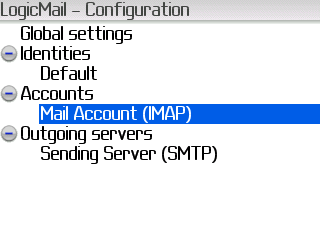 LogicMail – Configuration
Global settings
Identities
Default
Accounts
Mail Account (IMAP)
Outgoing servers
Sending Server (SMTP)